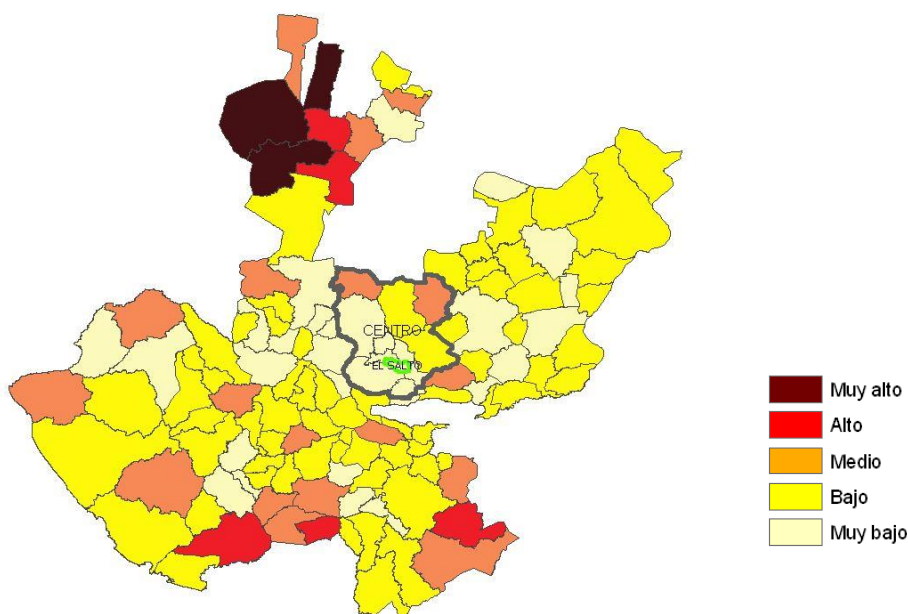 CENTRO
EL SALTO
Muy alto
Alto
Medio
Bajo
Muy bajo